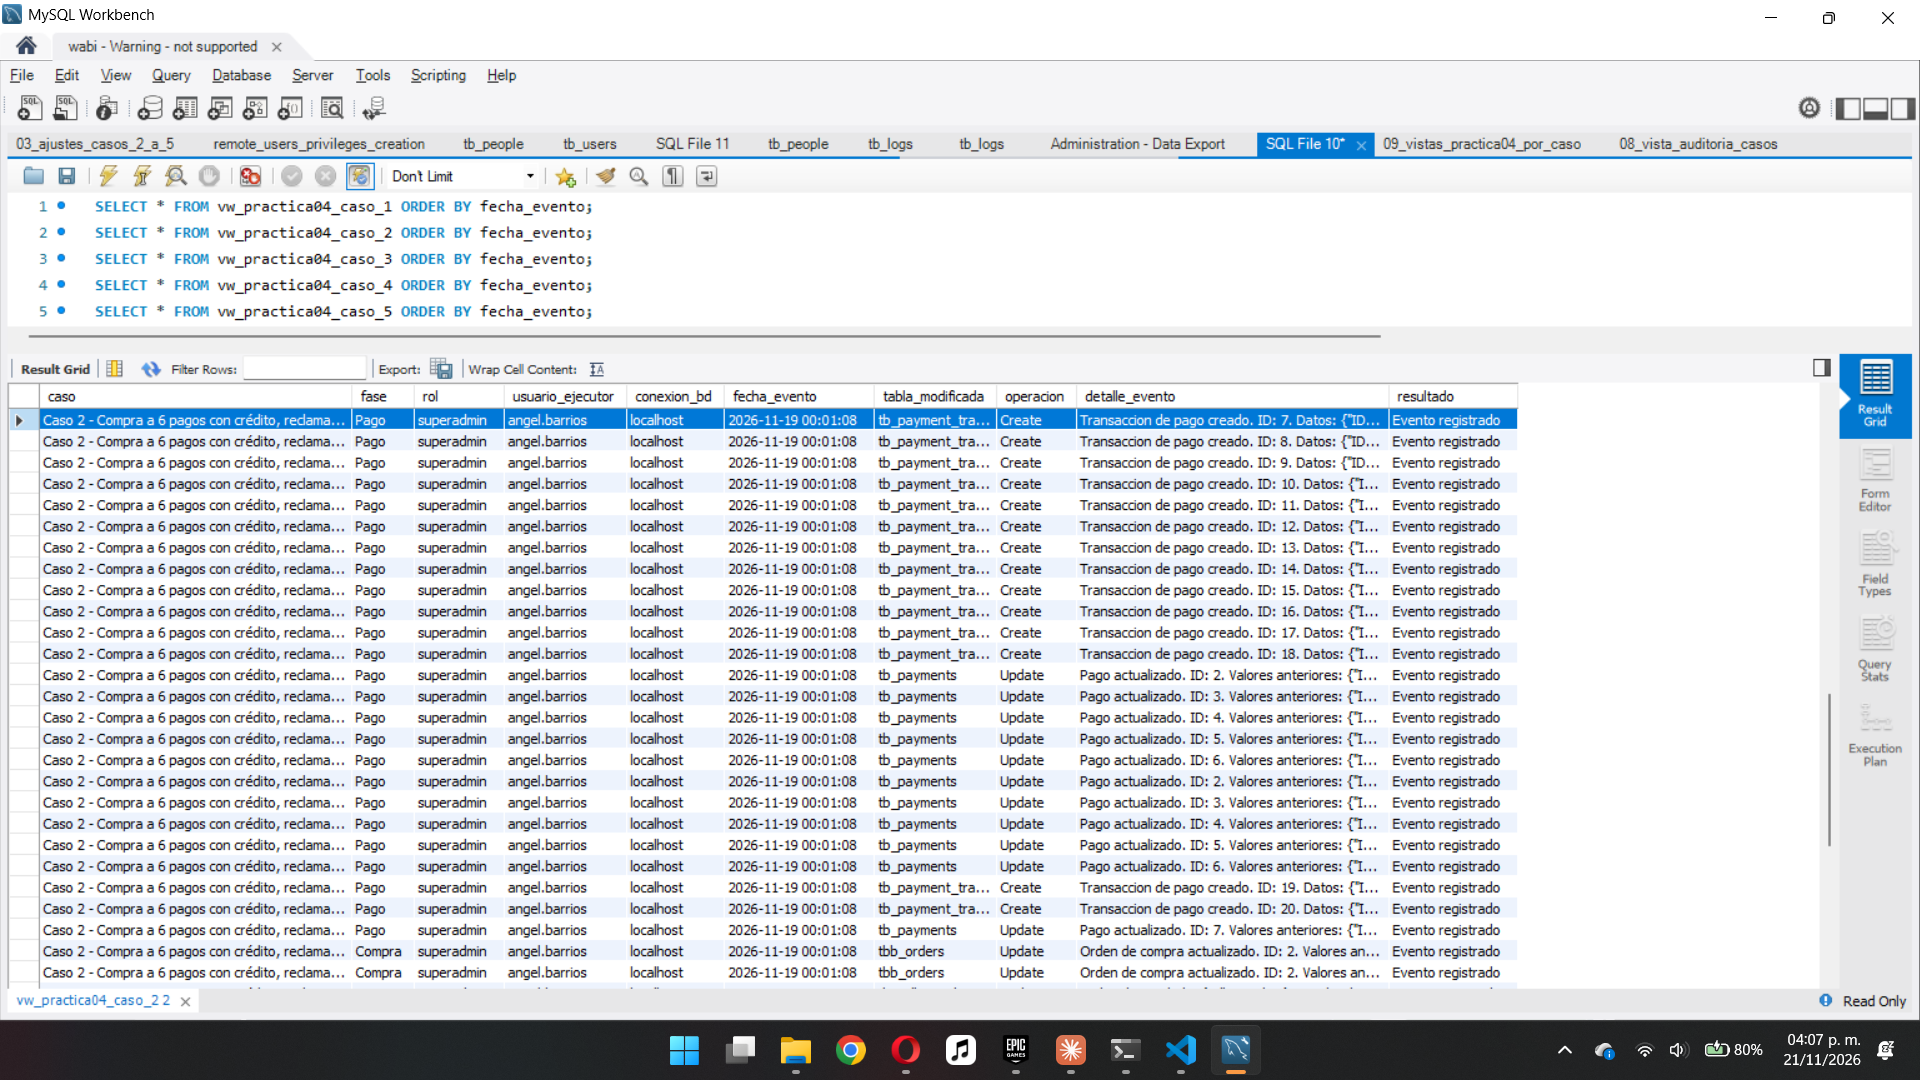 MySQL Workbench
wabi - Warning - not supported
File Edit View Query Database Server Tools Scripting Help
03_ajustes_casos_2_a_5 remote_users_privileges_creation tb_people tb_users SQL File 11 tb_people tb_logs tb_logs Administration - Data Export SQL File 10* 09_vistas_practica04_por_caso 08_vista_auditoria_casos
Don't Limit
1 SELECT * FROM vw_practica04_caso_1 ORDER BY fecha_evento;
2 SELECT * FROM vw_practica04_caso_2 ORDER BY fecha_evento;
3 SELECT * FROM vw_practica04_caso_3 ORDER BY fecha_evento;
4 SELECT * FROM vw_practica04_caso_4 ORDER BY fecha_evento;
5 SELECT * FROM vw_practica04_caso_5 ORDER BY fecha_evento;
Result Grid Filter Rows: Export: Wrap Cell Content:
caso fase rol usuario_ejecutor conexion_bd fecha_evento tabla_modificada operacion detalle_evento resultado
Caso 2 - Compra a 6 pagos con crédito, reclama... Pago superadmin angel.barrios localhost 2026-11-19 00:01:08 tb_payment_tra... Create Transaccion de pago creado. ID: 7. Datos: {"ID... Evento registrado
Caso 2 - Compra a 6 pagos con crédito, reclama... Pago superadmin angel.barrios localhost 2026-11-19 00:01:08 tb_payment_tra... Create Transaccion de pago creado. ID: 8. Datos: {"ID... Evento registrado
Caso 2 - Compra a 6 pagos con crédito, reclama... Pago superadmin angel.barrios localhost 2026-11-19 00:01:08 tb_payment_tra... Create Transaccion de pago creado. ID: 9. Datos: {"ID... Evento registrado
Caso 2 - Compra a 6 pagos con crédito, reclama... Pago superadmin angel.barrios localhost 2026-11-19 00:01:08 tb_payment_tra... Create Transaccion de pago creado. ID: 10. Datos: {"I... Evento registrado
Caso 2 - Compra a 6 pagos con crédito, reclama... Pago superadmin angel.barrios localhost 2026-11-19 00:01:08 tb_payment_tra... Create Transaccion de pago creado. ID: 11. Datos: {"I... Evento registrado
Caso 2 - Compra a 6 pagos con crédito, reclama... Pago superadmin angel.barrios localhost 2026-11-19 00:01:08 tb_payment_tra... Create Transaccion de pago creado. ID: 12. Datos: {"I... Evento registrado
Caso 2 - Compra a 6 pagos con crédito, reclama... Pago superadmin angel.barrios localhost 2026-11-19 00:01:08 tb_payment_tra... Create Transaccion de pago creado. ID: 13. Datos: {"I... Evento registrado
Caso 2 - Compra a 6 pagos con crédito, reclama... Pago superadmin angel.barrios localhost 2026-11-19 00:01:08 tb_payment_tra... Create Transaccion de pago creado. ID: 14. Datos: {"I... Evento registrado
Caso 2 - Compra a 6 pagos con crédito, reclama... Pago superadmin angel.barrios localhost 2026-11-19 00:01:08 tb_payment_tra... Create Transaccion de pago creado. ID: 15. Datos: {"I... Evento registrado
Caso 2 - Compra a 6 pagos con crédito, reclama... Pago superadmin angel.barrios localhost 2026-11-19 00:01:08 tb_payment_tra... Create Transaccion de pago creado. ID: 16. Datos: {"I... Evento registrado
Caso 2 - Compra a 6 pagos con crédito, reclama... Pago superadmin angel.barrios localhost 2026-11-19 00:01:08 tb_payment_tra... Create Transaccion de pago creado. ID: 17. Datos: {"I... Evento registrado
Caso 2 - Compra a 6 pagos con crédito, reclama... Pago superadmin angel.barrios localhost 2026-11-19 00:01:08 tb_payment_tra... Create Transaccion de pago creado. ID: 18. Datos: {"I... Evento registrado
Caso 2 - Compra a 6 pagos con crédito, reclama... Pago superadmin angel.barrios localhost 2026-11-19 00:01:08 tb_payments Update Pago actualizado. ID: 2. Valores anteriores: {"I... Evento registrado
Caso 2 - Compra a 6 pagos con crédito, reclama... Pago superadmin angel.barrios localhost 2026-11-19 00:01:08 tb_payments Update Pago actualizado. ID: 3. Valores anteriores: {"I... Evento registrado
Caso 2 - Compra a 6 pagos con crédito, reclama... Pago superadmin angel.barrios localhost 2026-11-19 00:01:08 tb_payments Update Pago actualizado. ID: 4. Valores anteriores: {"I... Evento registrado
Caso 2 - Compra a 6 pagos con crédito, reclama... Pago superadmin angel.barrios localhost 2026-11-19 00:01:08 tb_payments Update Pago actualizado. ID: 5. Valores anteriores: {"I... Evento registrado
Caso 2 - Compra a 6 pagos con crédito, reclama... Pago superadmin angel.barrios localhost 2026-11-19 00:01:08 tb_payments Update Pago actualizado. ID: 6. Valores anteriores: {"I... Evento registrado
Caso 2 - Compra a 6 pagos con crédito, reclama... Pago superadmin angel.barrios localhost 2026-11-19 00:01:08 tb_payments Update Pago actualizado. ID: 2. Valores anteriores: {"I... Evento registrado
Caso 2 - Compra a 6 pagos con crédito, reclama... Pago superadmin angel.barrios localhost 2026-11-19 00:01:08 tb_payments Update Pago actualizado. ID: 3. Valores anteriores: {"I... Evento registrado
Caso 2 - Compra a 6 pagos con crédito, reclama... Pago superadmin angel.barrios localhost 2026-11-19 00:01:08 tb_payments Update Pago actualizado. ID: 4. Valores anteriores: {"I... Evento registrado
Caso 2 - Compra a 6 pagos con crédito, reclama... Pago superadmin angel.barrios localhost 2026-11-19 00:01:08 tb_payments Update Pago actualizado. ID: 5. Valores anteriores: {"I... Evento registrado
Caso 2 - Compra a 6 pagos con crédito, reclama... Pago superadmin angel.barrios localhost 2026-11-19 00:01:08 tb_payments Update Pago actualizado. ID: 6. Valores anteriores: {"I... Evento registrado
Caso 2 - Compra a 6 pagos con crédito, reclama... Pago superadmin angel.barrios localhost 2026-11-19 00:01:08 tb_payment_tra... Create Transaccion de pago creado. ID: 19. Datos: {"I... Evento registrado
Caso 2 - Compra a 6 pagos con crédito, reclama... Pago superadmin angel.barrios localhost 2026-11-19 00:01:08 tb_payment_tra... Create Transaccion de pago creado. ID: 20. Datos: {"I... Evento registrado
Caso 2 - Compra a 6 pagos con crédito, reclama... Pago superadmin angel.barrios localhost 2026-11-19 00:01:08 tb_payments Update Pago actualizado. ID: 7. Valores anteriores: {"I... Evento registrado
Caso 2 - Compra a 6 pagos con crédito, reclama... Compra superadmin angel.barrios localhost 2026-11-19 00:01:08 tbb_orders Update Orden de compra actualizado. ID: 2. Valores an... Evento registrado
Caso 2 - Compra a 6 pagos con crédito, reclama... Compra superadmin angel.barrios localhost 2026-11-19 00:01:08 tbb_orders Update Orden de compra actualizado. ID: 2. Valores an... Evento registrado
Result
Grid
Form
Editor
Field
Types
Query
Stats
Execution
Plan
vw_practica04_caso_2 2
Read Only
EPIC
GAMES
80%
04:07 p. m.
21/11/2026